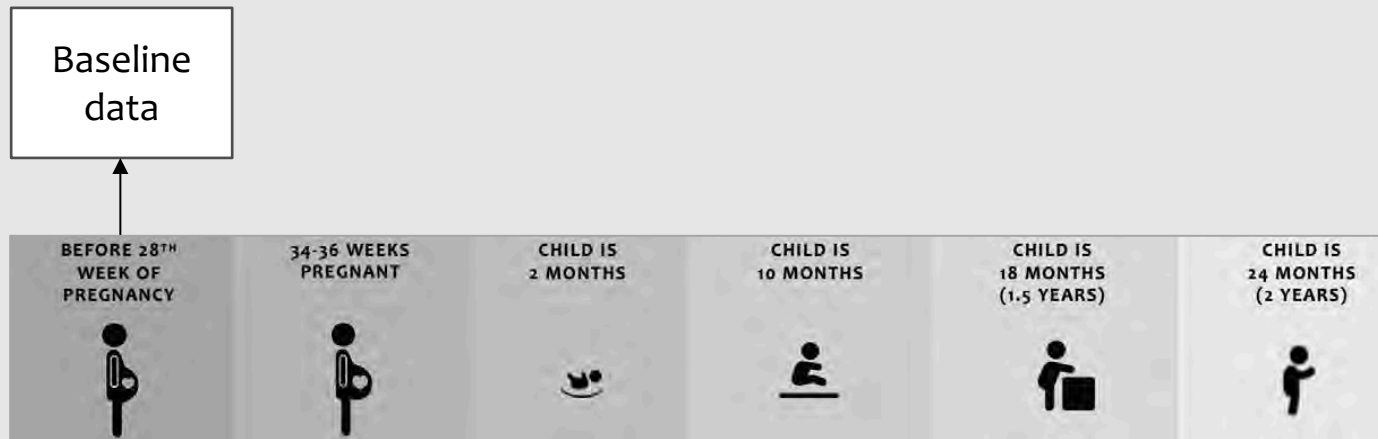 Baseline
data
BEFORE 28TH
WEEK OF
PREGNANCY
34-36 WEEKS
PREGNANT
CHILD IS
2 MONTHS
CHILD IS
10 MONTHS
CHILD IS
18 MONTHS
(1.5 YEARS)
CHILD IS
24 MONTHS
(2 YEARS)